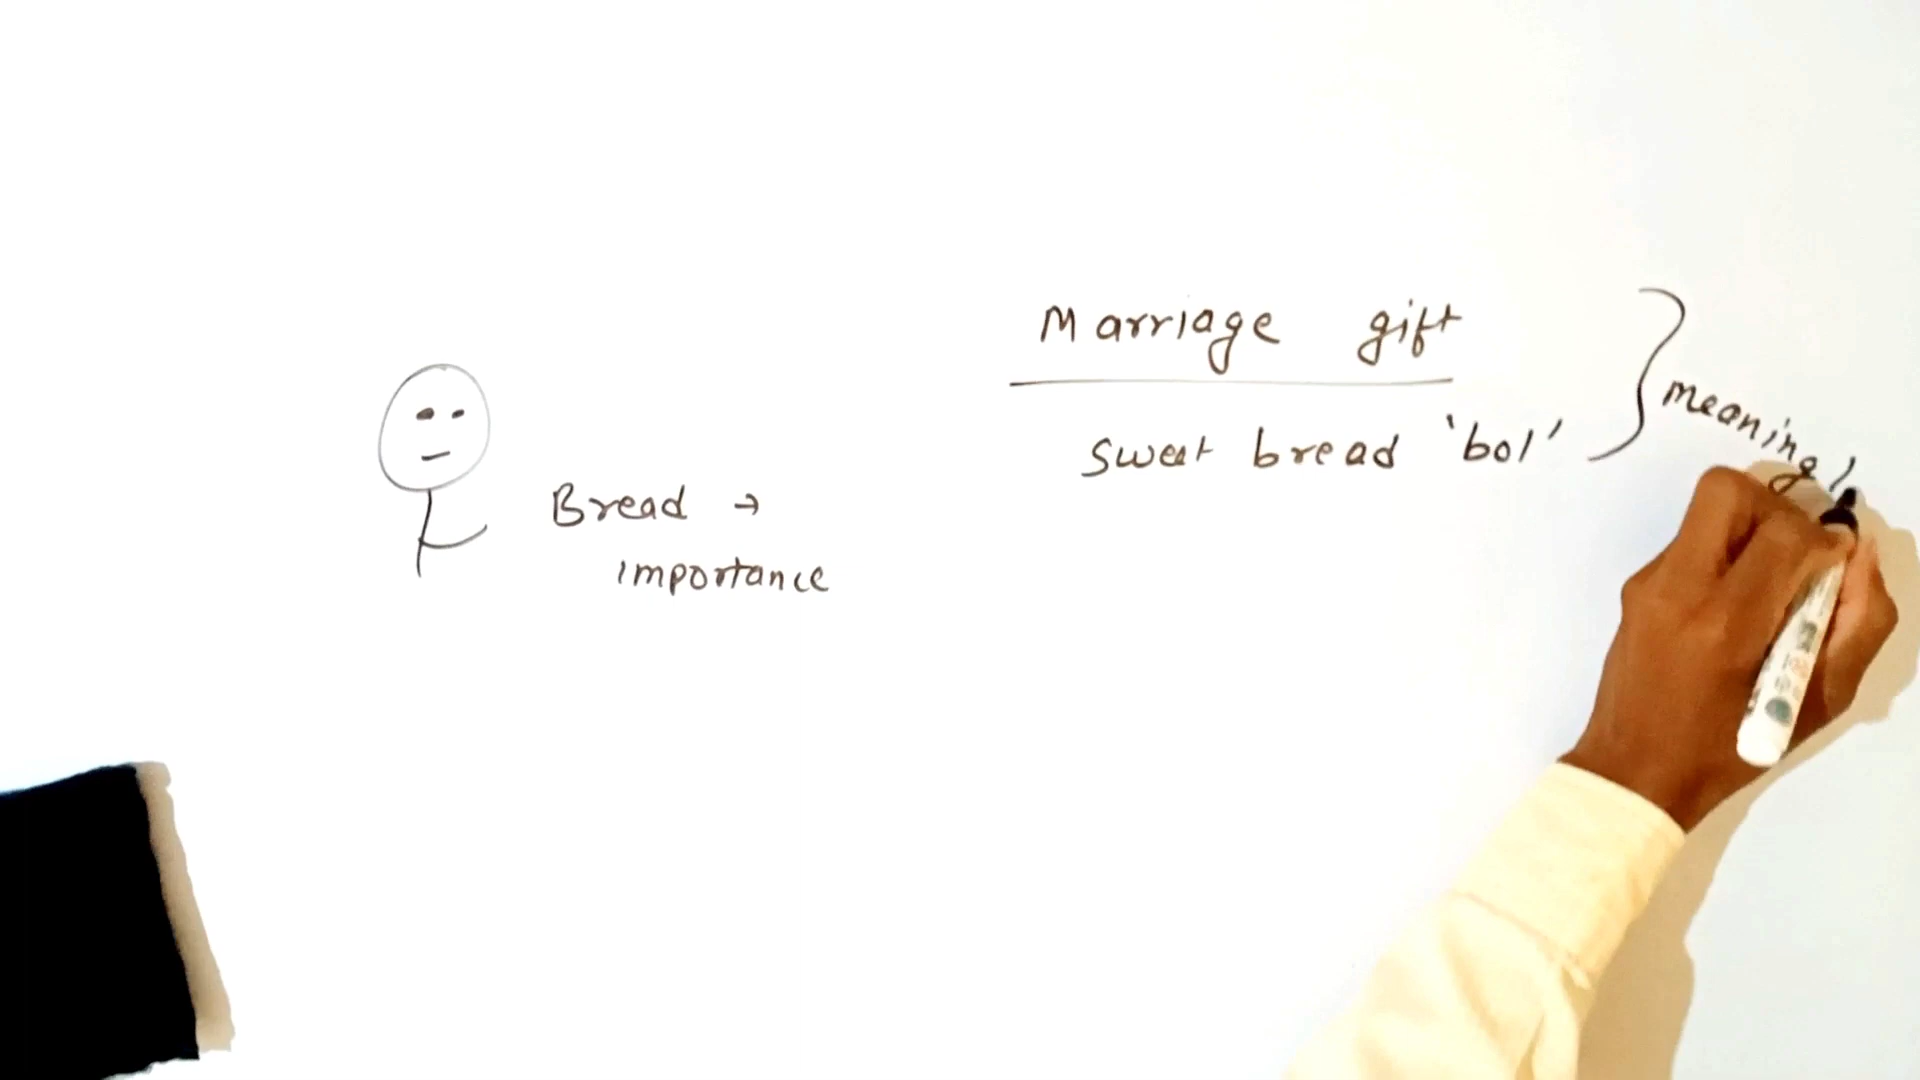 Marriage gift
sweet bread 'bol'
meaning
Bread →
importance